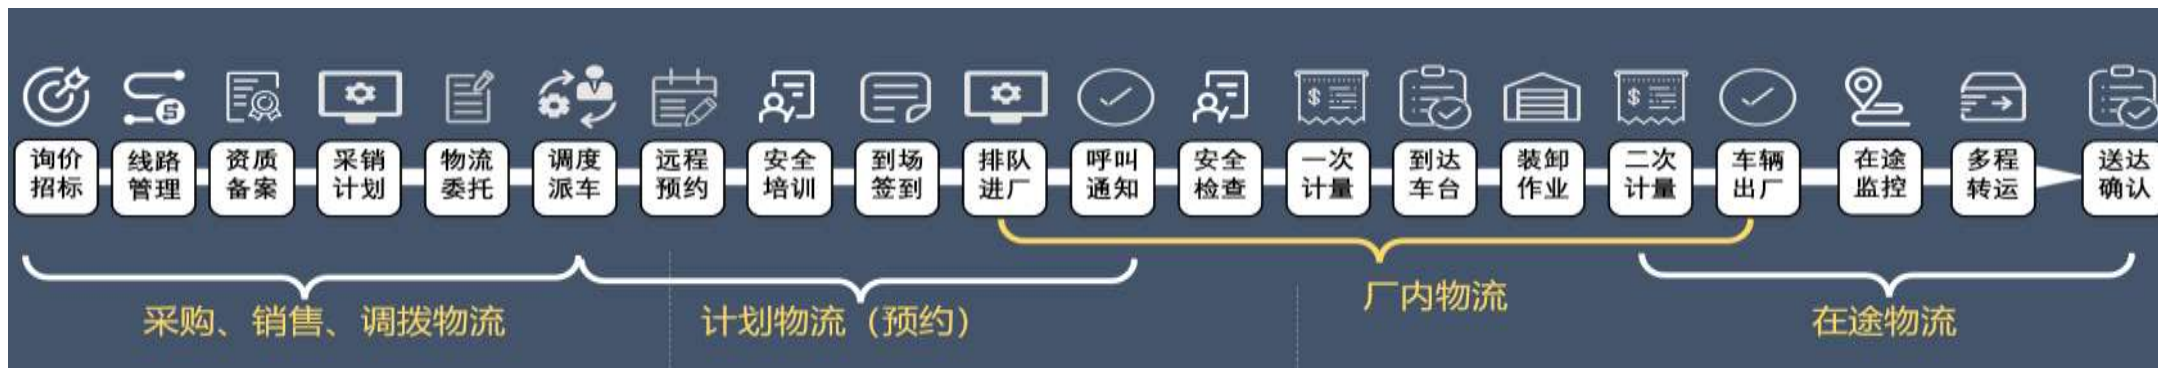 询价
招标
线路
管理
资质
备案
采销
计划
物流
委托
调度
派车
远程
预约
安全
培训
到场
签到
排队
进厂
呼叫
通知
安全
检查
一次
计量
到达
车台
装卸
作业
二次
计量
车辆
出厂
在途
监控
多程
转运
送达
确认
采购、销售、调拨物流
计划物流（预约）
厂内物流
在途物流